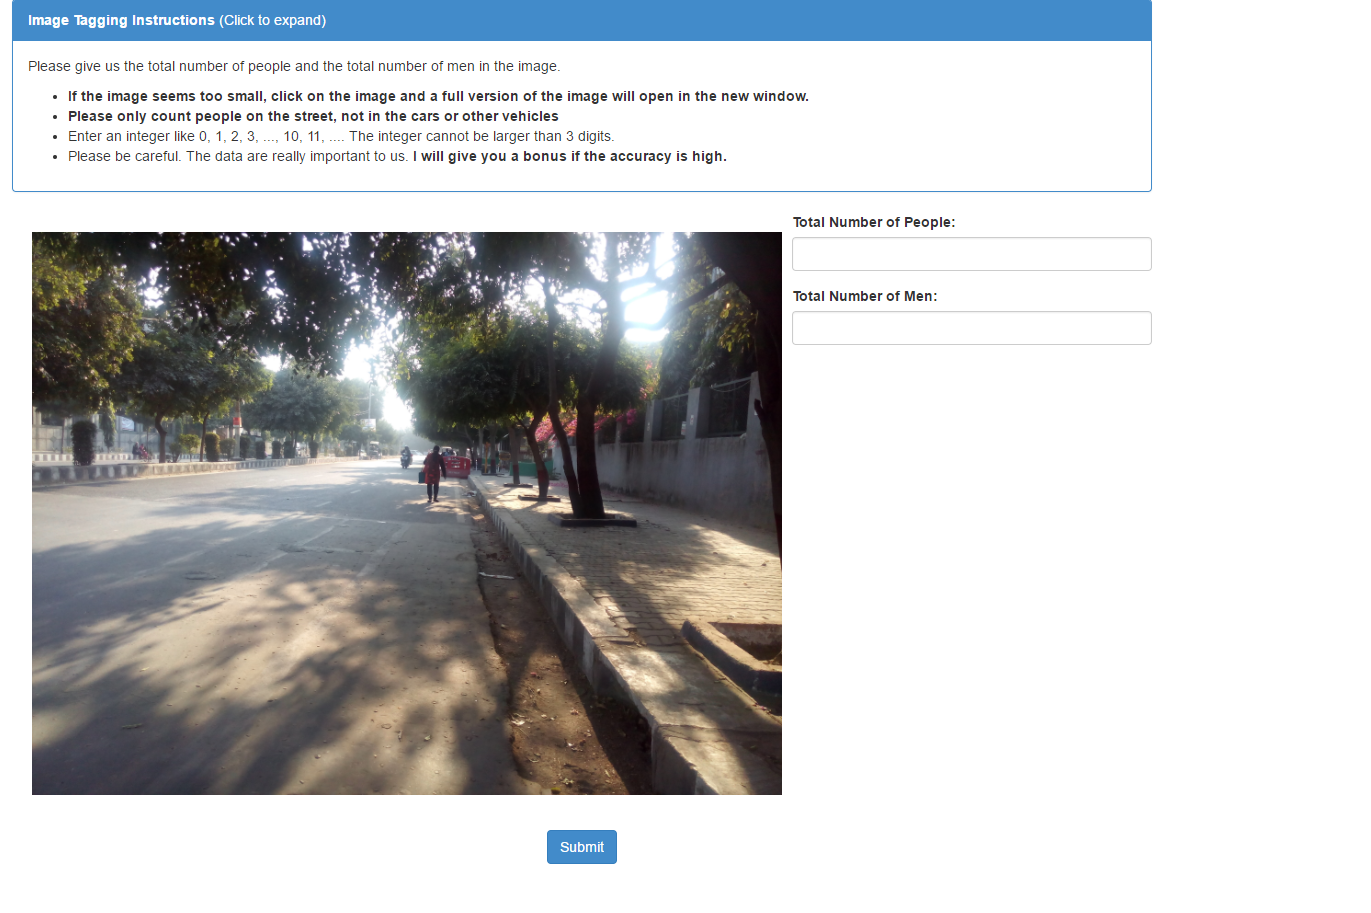 Image Tagging Instructions (Click to expand)
Please give us the total number of people and the total number of men in the image.
• If the image seems too small, click on the image and a full version of the image will open in the new window.
• Please only count people on the street, not in the cars or other vehicles
• Enter an integer like 0, 1, 2, 3, ..., 10, 11, .... The integer cannot be larger than 3 digits.
• Please be careful. The data are really important to us. I will give you a bonus if the accuracy is high.
Total Number of People:
Total Number of Men:
Submit